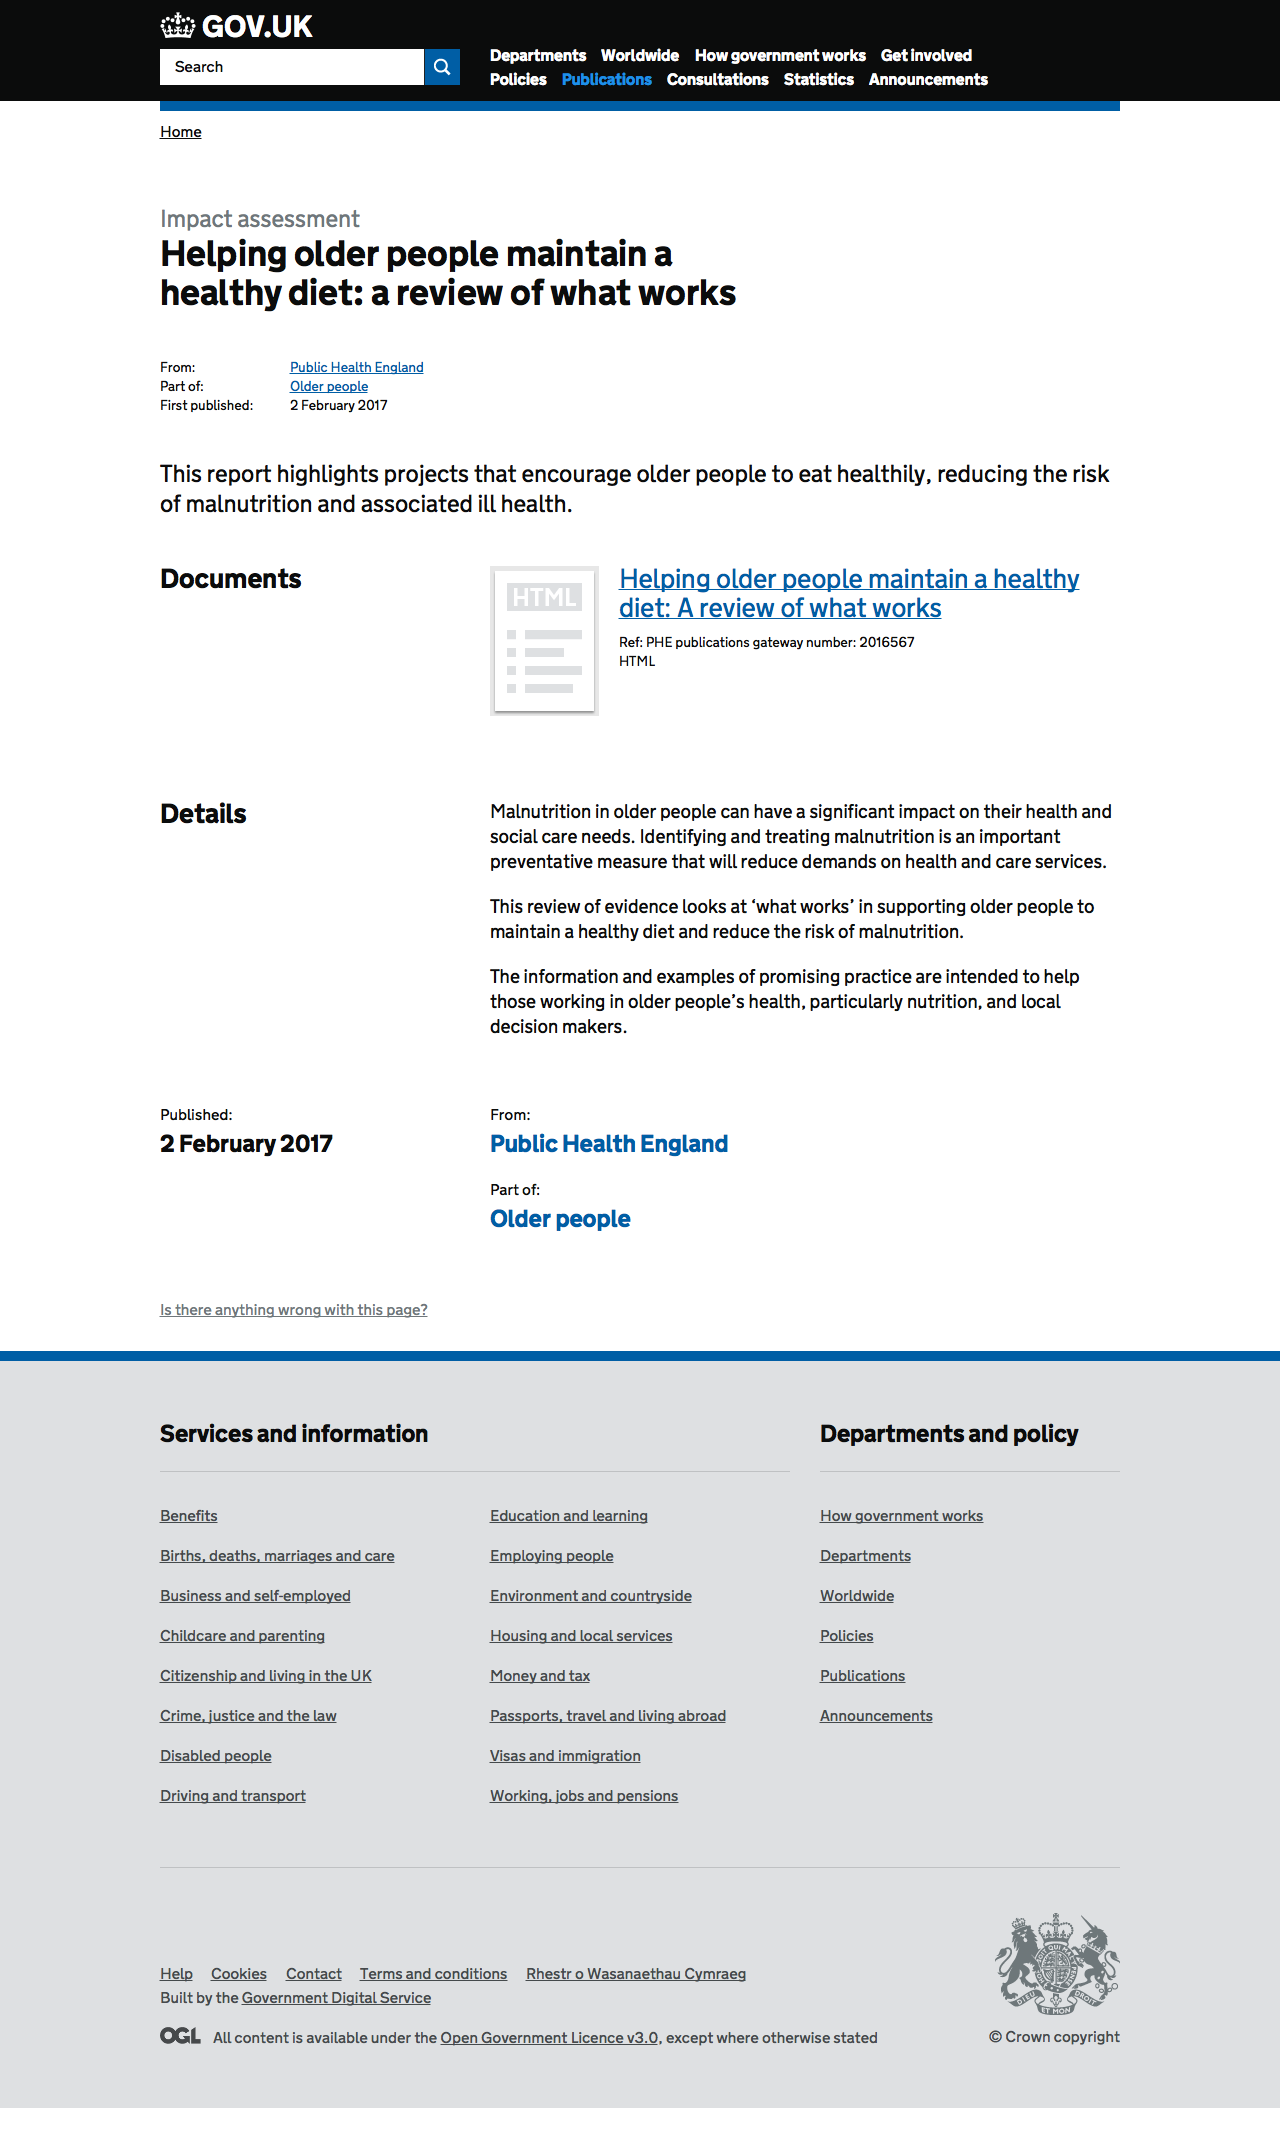 GOV.UK
Search
Departments Worldwide How government works Get involved
Policies Publications Consultations Statistics Announcements
Home
Impact assessment
Helping older people maintain a
healthy diet: a review of what works
From: Public Health England
Part of: Older people
First published: 2 February 2017
This report highlights projects that encourage older people to eat healthily, reducing the risk
of malnutrition and associated ill health.
Documents
HTML
Helping older people maintain a healthy
diet: A review of what works
Ref: PHE publications gateway number: 2016567
HTML
Details
Malnutrition in older people can have a significant impact on their health and
social care needs. Identifying and treating malnutrition is an important
preventative measure that will reduce demands on health and care services.
This review of evidence looks at ‘what works’ in supporting older people to
maintain a healthy diet and reduce the risk of malnutrition.
The information and examples of promising practice are intended to help
those working in older people’s health, particularly nutrition, and local
decision makers.
Published:
2 February 2017
From:
Public Health England
Part of:
Older people
Is there anything wrong with this page?
Services and information
Benefits
Births, deaths, marriages and care
Business and self-employed
Childcare and parenting
Citizenship and living in the UK
Crime, justice and the law
Disabled people
Driving and transport
Education and learning
Employing people
Environment and countryside
Housing and local services
Money and tax
Passports, travel and living abroad
Visas and immigration
Working, jobs and pensions
Departments and policy
How government works
Departments
Worldwide
Policies
Publications
Announcements
Help Cookies Contact Terms and conditions Rhestr o Wasanaethau Cymraeg
Built by the Government Digital Service
OGL All content is available under the Open Government Licence v3.0, except where otherwise stated
DIEU ET MON DROIT
© Crown copyright